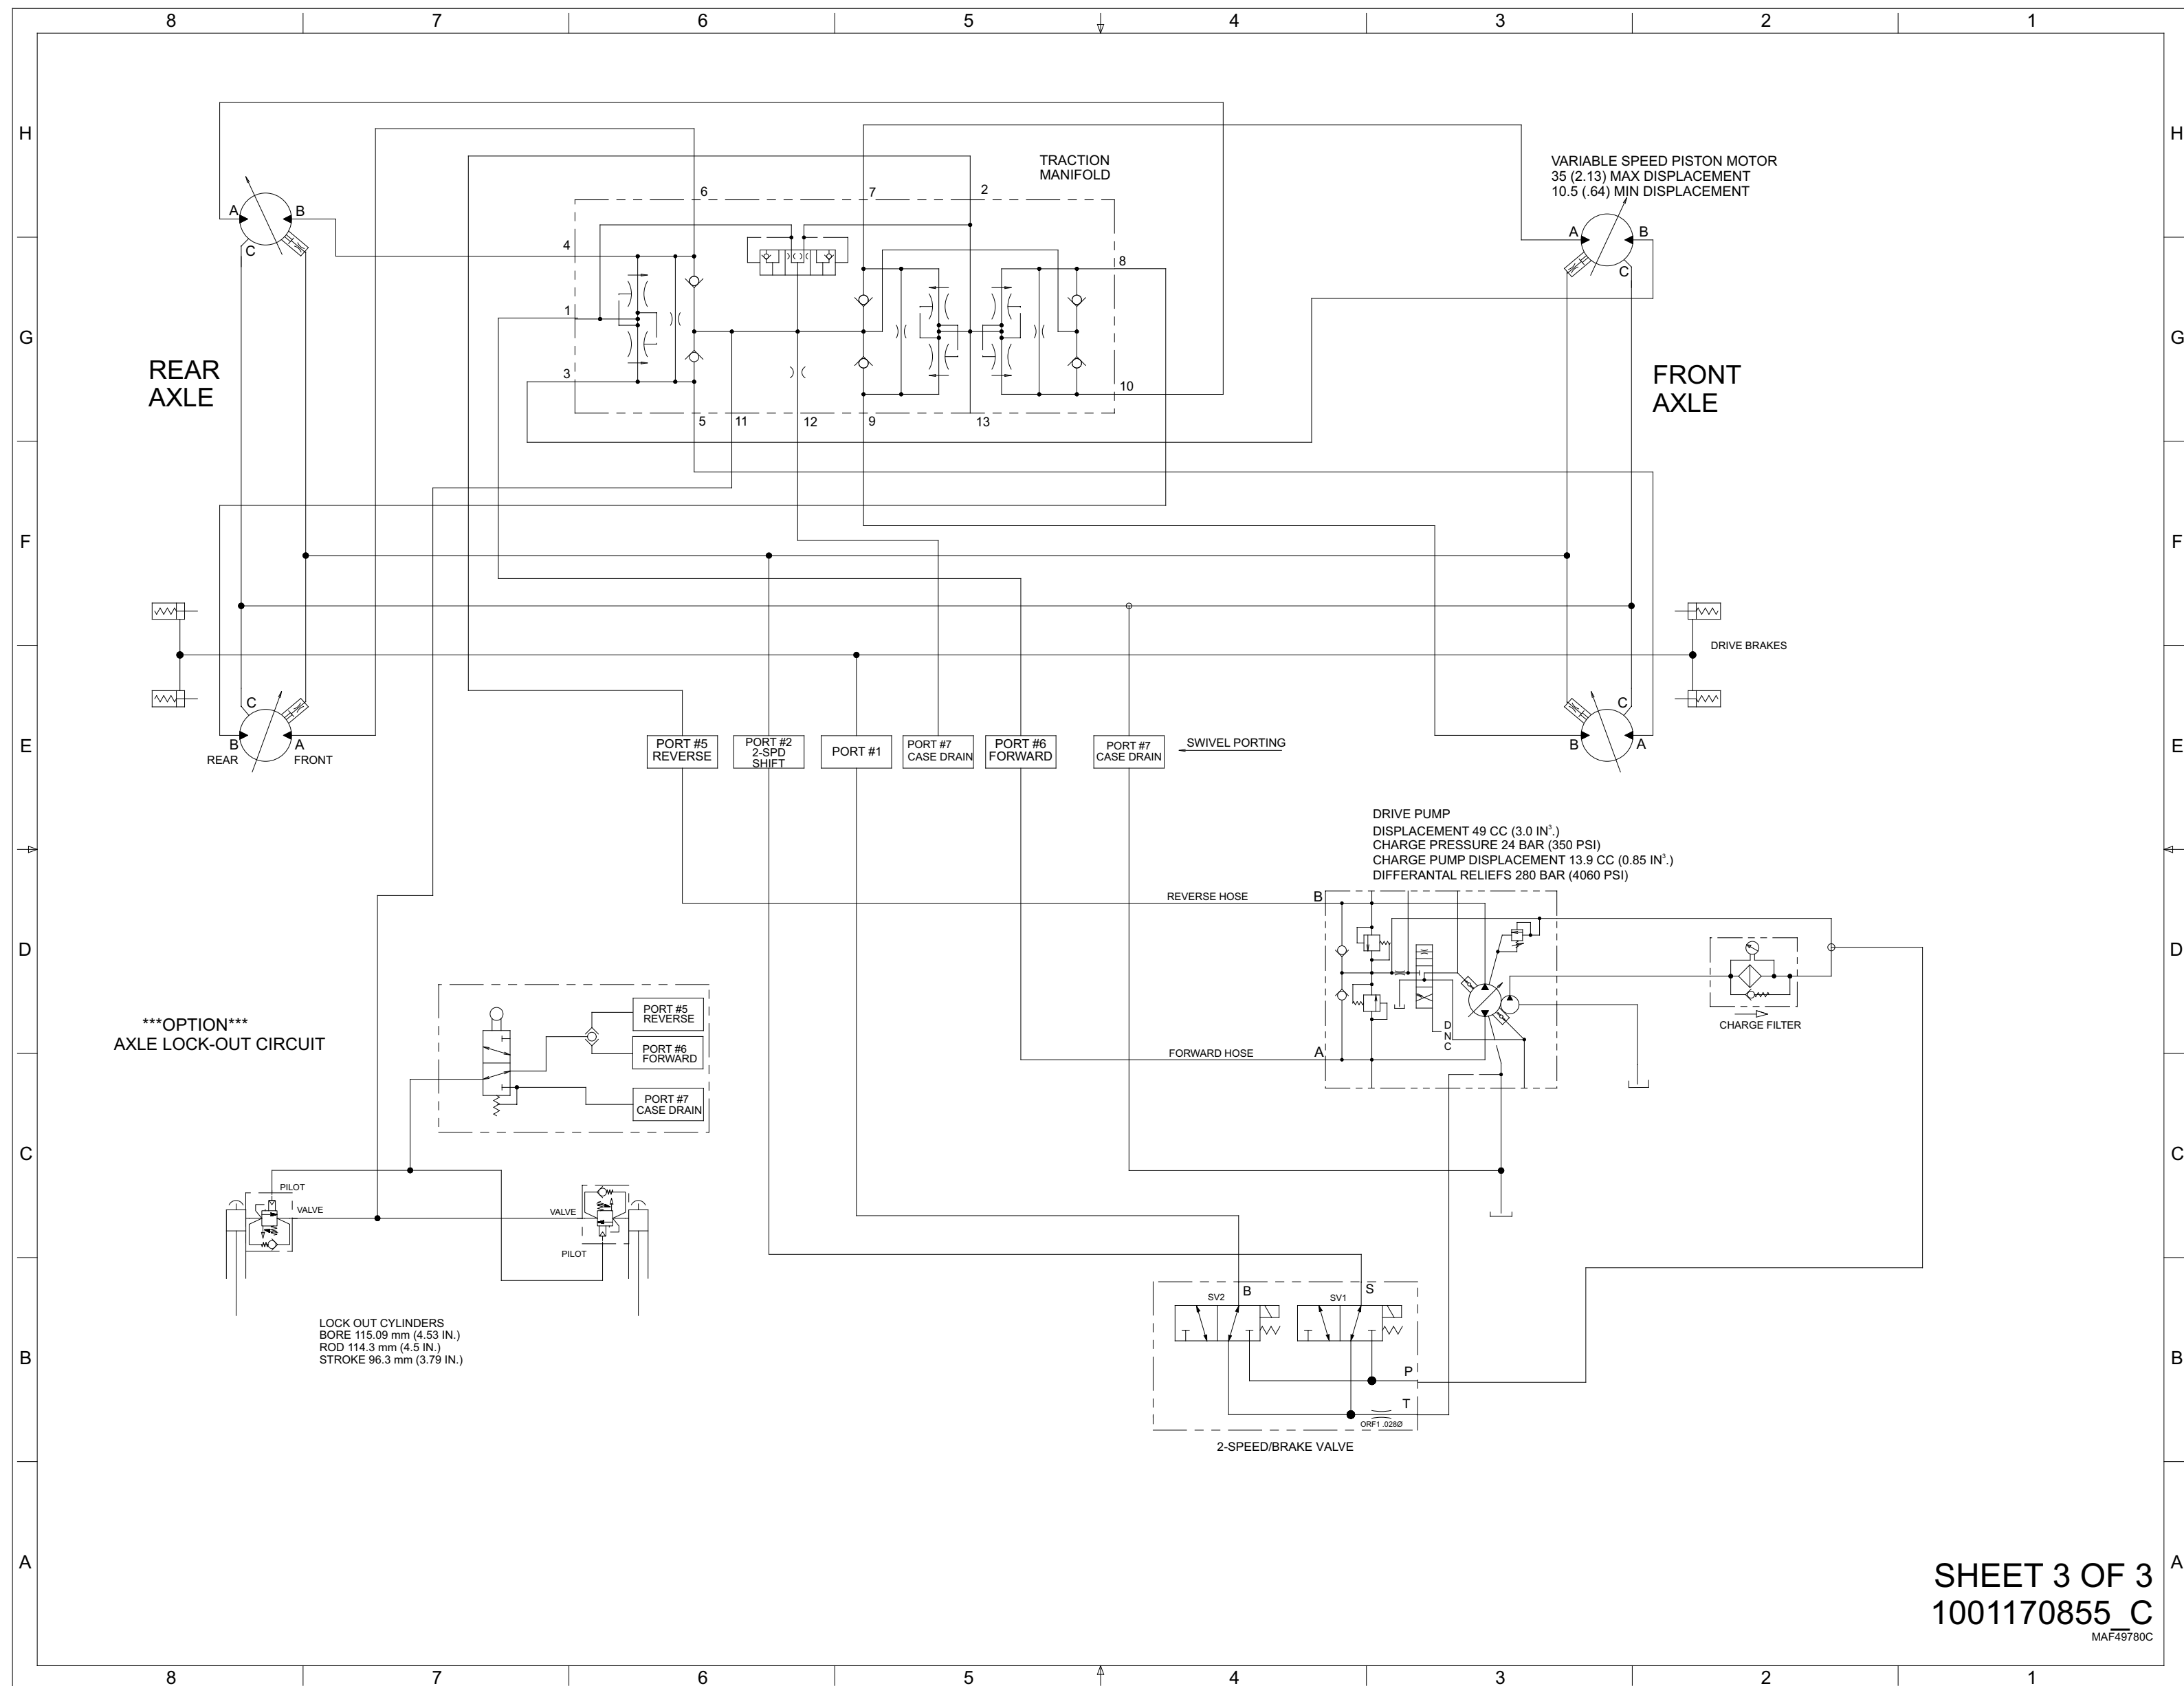 8 7 6 5 4 3 2 1
H H
TRACTION
MANIFOLD
VARIABLE SPEED PISTON MOTOR
35 (2.13) MAX DISPLACEMENT
10.5 (.64) MIN DISPLACEMENT
6 7 2
A B
C
A B
C
4
8
1
G G
REAR
AXLE
FRONT
AXLE
3
10
5 11 12 9 13
F F
DRIVE BRAKES
C
B A
REAR FRONT
C
B A
E E
PORT #5
REVERSE
PORT #2
2-SPD
SHIFT
PORT #1
PORT #7
CASE DRAIN
PORT #6
FORWARD
PORT #7
CASE DRAIN
SWIVEL PORTING
DRIVE PUMP
DISPLACEMENT 49 CC (3.0 IN³.)
CHARGE PRESSURE 24 BAR (350 PSI)
CHARGE PUMP DISPLACEMENT 13.9 CC (0.85 IN³.)
DIFFERANTAL RELIEFS 280 BAR (4060 PSI)
REVERSE HOSE B
D D
D
N
C
CHARGE FILTER
FORWARD HOSE A
***OPTION***
AXLE LOCK-OUT CIRCUIT
PORT #5
REVERSE
PORT #6
FORWARD
PORT #7
CASE DRAIN
C C
PILOT
VALVE
VALVE
PILOT
LOCK OUT CYLINDERS
BORE 115.09 mm (4.53 IN.)
ROD 114.3 mm (4.5 IN.)
STROKE 96.3 mm (3.79 IN.)
SV2 B SV1 S
B B
P
T
ORF1 .028Ø
2-SPEED/BRAKE VALVE
A A
SHEET 3 OF 3
1001170855_C
MAF49780C
8 7 6 5 4 3 2 1